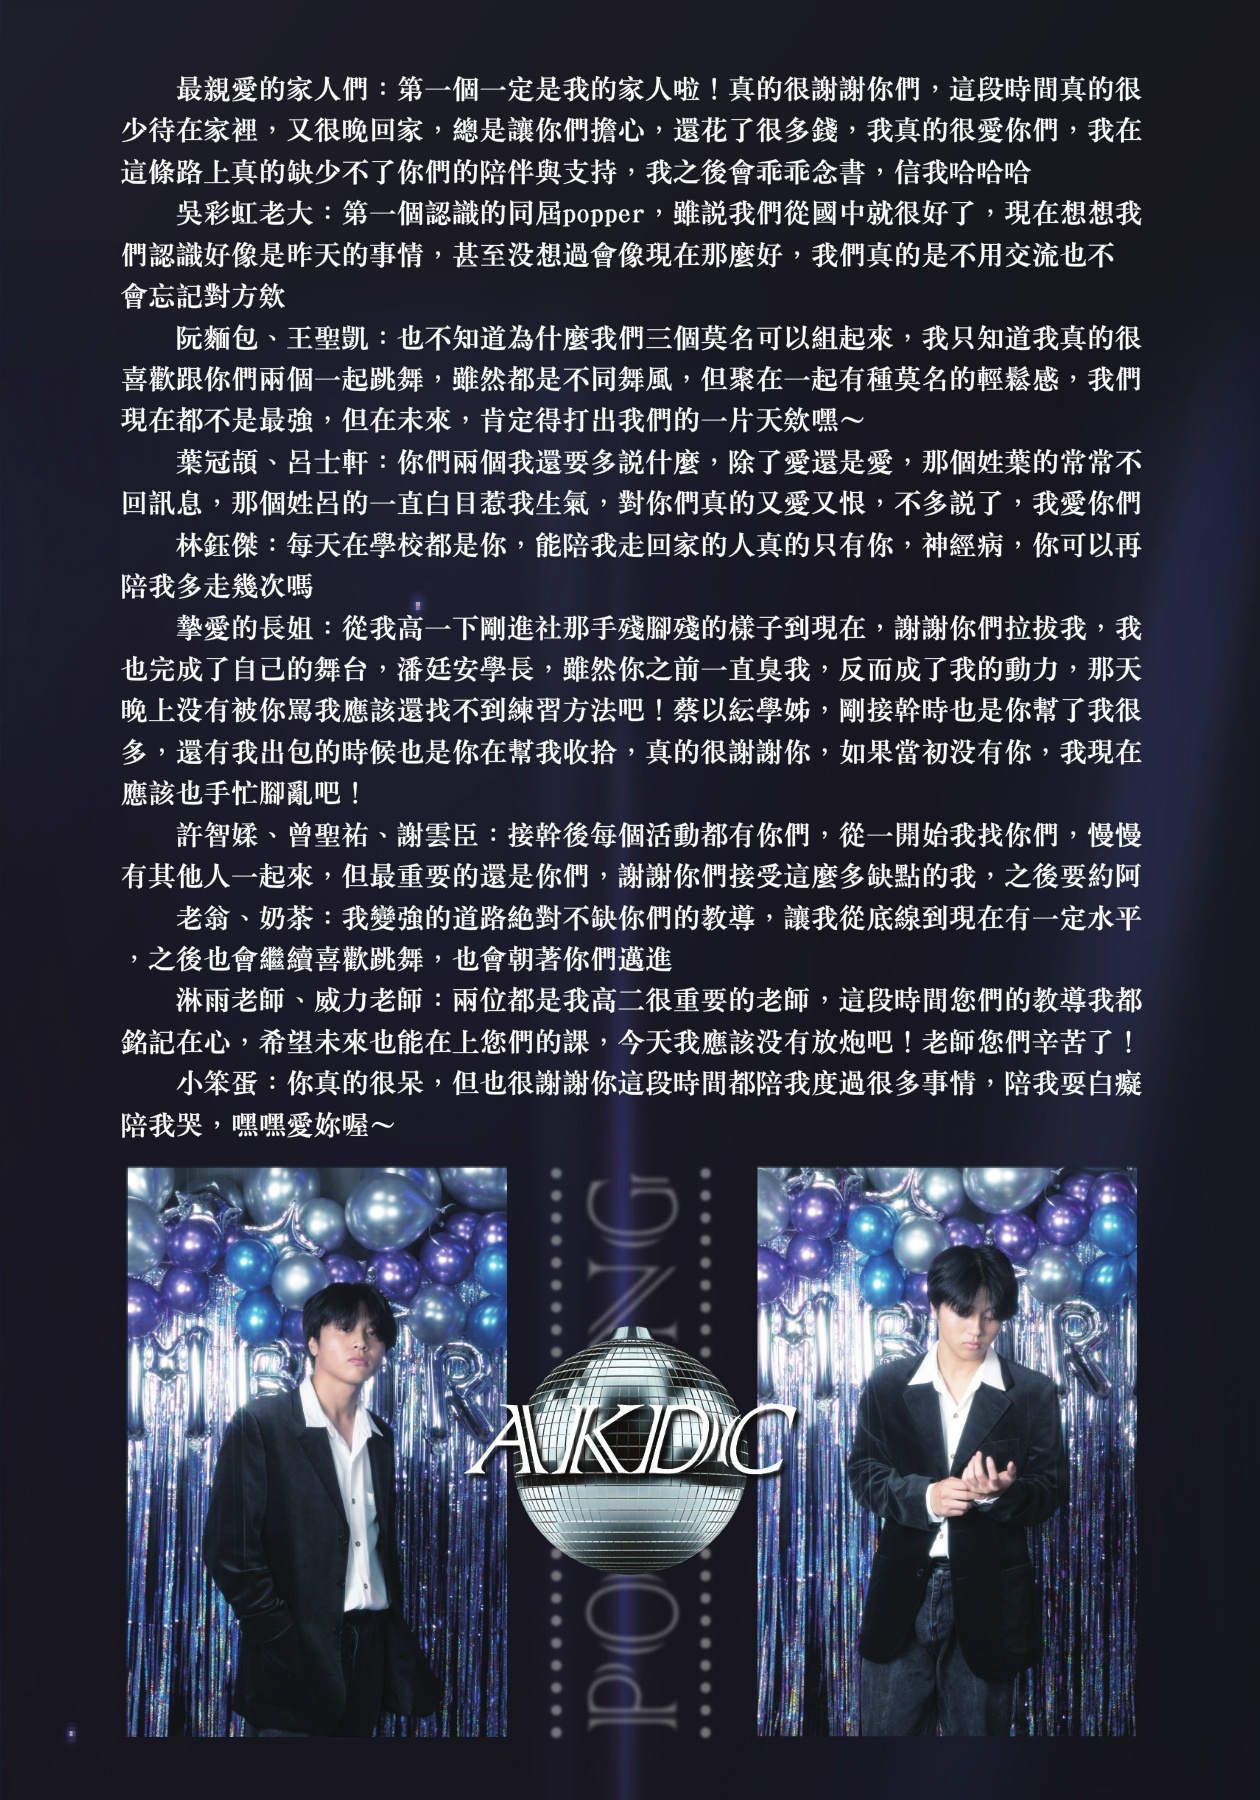 最親愛的家人們：第一個一定是我的家人啦！真的很謝謝你們，這段時間真的很
少待在家裡，又很晚回家，總是讓你們擔心，還花了很多錢，我真的很愛你們，我在
這條路上真的缺少不了你們的陪伴與支持，我之後會乖乖念書，信我哈哈哈
吳彩虹老大：第一個認識的同屆popper，雖說我們從國中就很好了，現在想想我
們認識好像是昨天的事情，甚至沒想過會像現在那麼好，我們真的是不用交流也不
會忘記對方欸
阮麵包、王聖凱：也不知道為什麼我們三個莫名可以組起來，我只知道我真的很
喜歡跟你們兩個一起跳舞，雖然都是不同舞風，但聚在一起有種莫名的輕鬆感，我們
現在都不是最強，但在未來，肯定得打出我們的一片天欸嘿～
葉冠頡、呂士軒：你們兩個我還要多說什麼，除了愛還是愛，那個姓葉的常常不
回訊息，那個姓呂的一直白目惹我生氣，對你們真的又愛又恨，不多說了，我愛你們
林鈺傑：每天在學校都是你，能陪我走回家的人真的只有你，神經病，你可以再
陪我多走幾次嗎
摯愛的長姐：從我高一下剛進社那手殘腳殘的樣子到現在，謝謝你們拉拔我，我
也完成了自己的舞台，潘廷安學長，雖然你之前一直臭我，反而成了我的動力，那天
晚上沒有被你罵我應該還找不到練習方法吧！蔡以紜學姊，剛接幹時也是你幫了我很
多，還有我出包的時候也是你在幫我收拾，真的很謝謝你，如果當初沒有你，我現在
應該也手忙腳亂吧！
許智媃、曾聖祐、謝雲臣：接幹後每個活動都有你們，從一開始我找你們，慢慢
有其他人一起來，但最重要的還是你們，謝謝你們接受這麼多缺點的我，之後要約阿
老翁、奶茶：我變強的道路絕對不缺你們的教導，讓我從底線到現在有一定水平
，之後也會繼續喜歡跳舞，也會朝著你們邁進
淋雨老師、威力老師：兩位都是我高二很重要的老師，這段時間您們的教導我都
銘記在心，希望未來也能在上您們的課，今天我應該沒有放炮吧！老師您們辛苦了！
小笨蛋：你真的很呆，但也很謝謝你這段時間都陪我度過很多事情，陪我耍白癡
陪我哭，嘿嘿愛妳喔～
AKDC